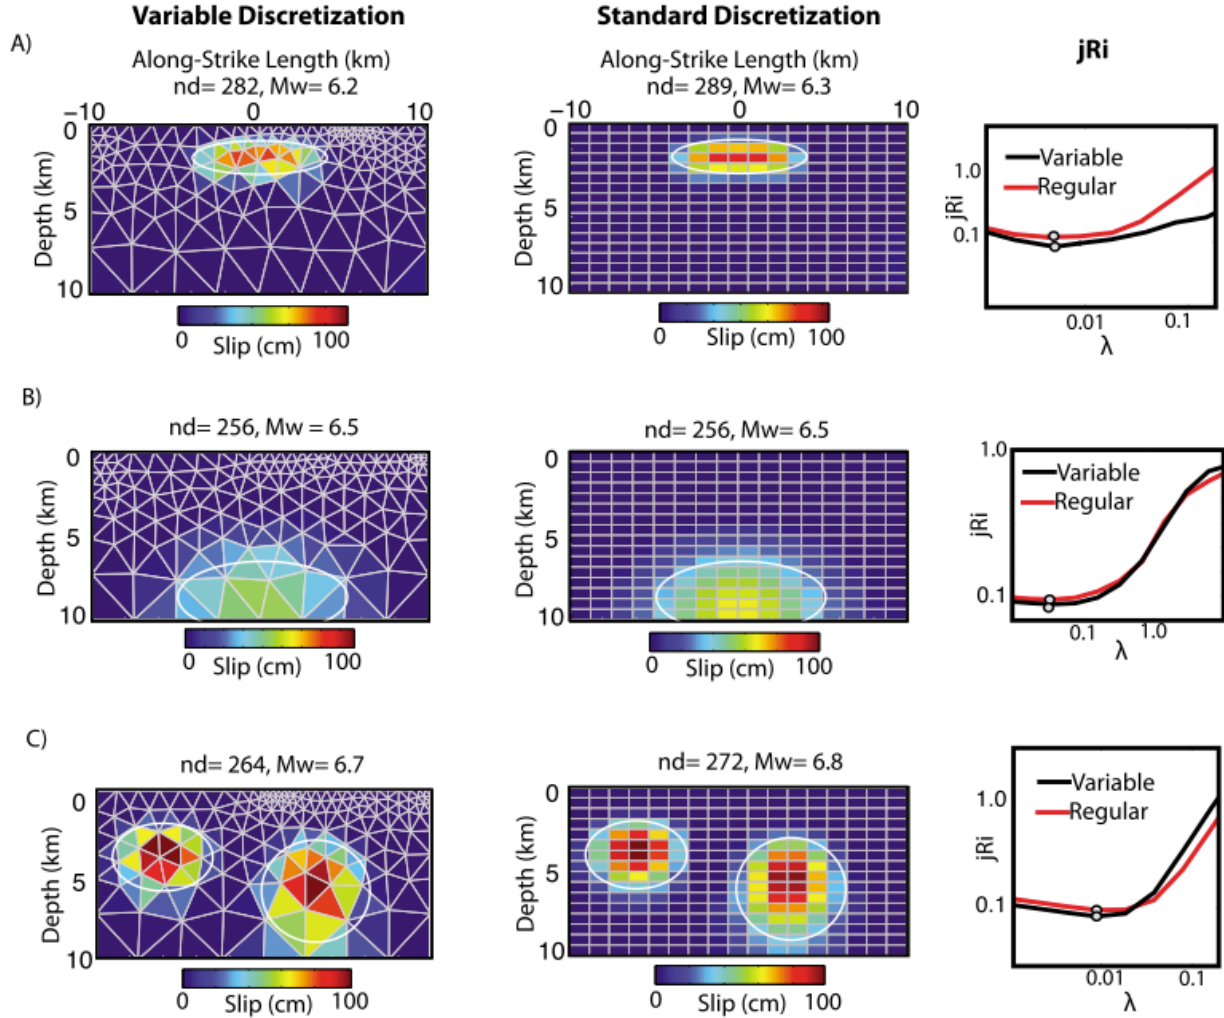 Variable Discretization
Standard Discretization
A)
Along-Strike Length (km)
nd= 282, Mw= 6.2
−10 0 10
0
5
10
Depth (km)
0 100
Slip (cm)
Along-Strike Length (km)
nd= 289, Mw= 6.3
−10 0 10
0
5
10
Depth (km)
0 Slip (cm) 100
jRi
Variable
Regular
1.0
0.1
jRi
0.01 0.1
λ
B)
nd= 256, Mw = 6.5
0
5
10
Depth (km)
0 Slip (cm) 100
nd= 256, Mw= 6.5
0
5
10
Depth (km)
0 Slip (cm) 100
1.0
Variable
Regular
jRi
0.1
0.1 1.0
λ
C)
nd= 264, Mw= 6.7
0
5
10
Depth (km)
0 Slip (cm) 100
nd= 272, Mw= 6.8
0
5
10
Depth (km)
0 Slip (cm) 100
Variable
Regular
1.0
jRi
0.1
0.01 0.1
λ